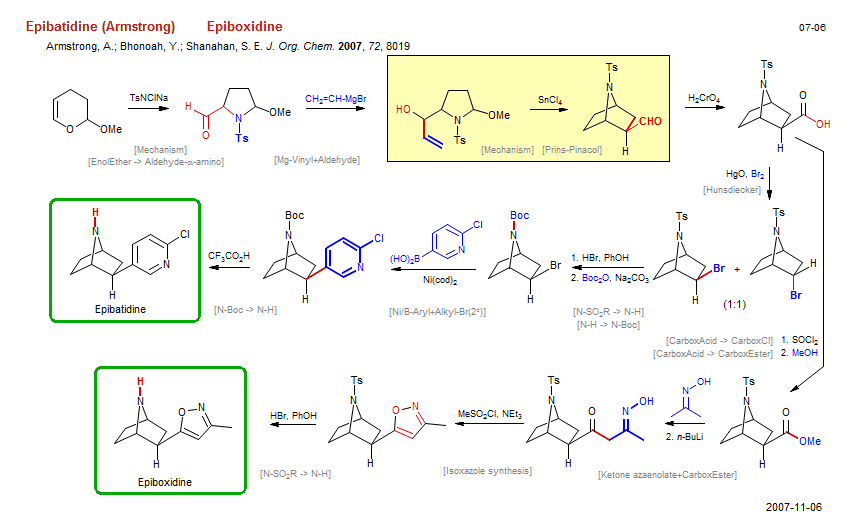 Epibatidine (Armstrong) Epiboxidine 07-06
Armstrong, A.; Bhonoah, Y.; Shanahan, S. E. J. Org. Chem. 2007, 72, 8019
O OMe
TsNClNa
[Mechanism]
[EnolEther -> Aldehyde-α-amino]
H O N Ts OMe
CH2=CH-MgBr
[Mg-Vinyl+Aldehyde]
HO N Ts OMe
SnCl4
[Mechanism] [Prins-Pinacol]
Ts N CHO H
H2CrO4
Ts N O OH H
HgO, Br2
[Hunsdiecker]
Ts N Br H
+
Ts N H Br
(1:1)
1. HBr, PhOH
2. Boc2O, Na2CO3
[N-SO2R -> N-H]
[N-H -> N-Boc]
Boc N Br H
Cl
(HO)2B N
Ni(cod)2
[Ni/B-Aryl+Alkyl-Br(2°)]
Boc N Cl N H
CF3CO2H
[N-Boc -> N-H]
H N Cl N H
Epibatidine
[CarboxAcid -> CarboxCl] 1. SOCl2
[CarboxAcid -> CarboxEster] 2. MeOH
Ts N O OMe H
N OH
2. n-BuLi
[Ketone azaenolate+CarboxEster]
Ts N O N OH H
MeSO2Cl, NEt3
[Isoxazole synthesis]
Ts N O N H
HBr, PhOH
[N-SO2R -> N-H]
H N O N H
Epiboxidine
2007-11-06